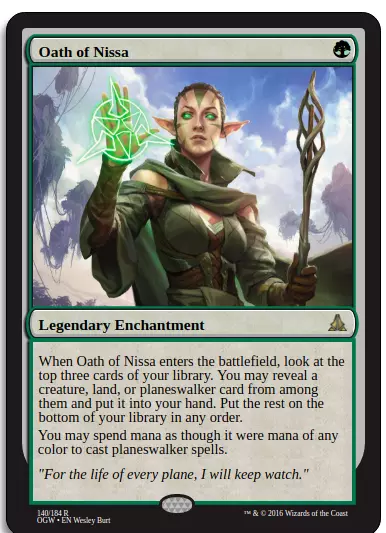 Oath of Nissa
Legendary Enchantment
When Oath of Nissa enters the battlefield, look at the
top three cards of your library. You may reveal a
creature, land, or planeswalker card from among
them and put it into your hand. Put the rest on the
bottom of your library in any order.
You may spend mana as though it were mana of any
color to cast planeswalker spells.
"For the life of every plane, I will keep watch."
140/184 R
OGW • EN Wesley Burt
™ & © 2016 Wizards of the Coast